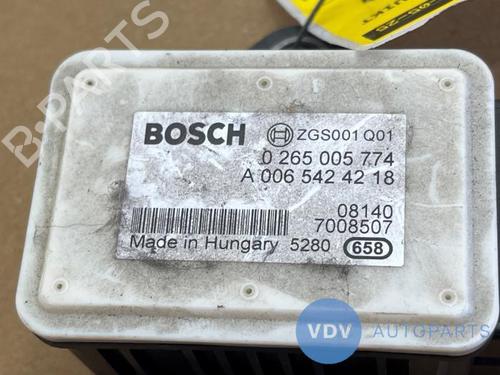 BOSCH ZGS001 Q01
0 265 005 774
A 006 542 42 18
08140
7008507
Made in Hungary 5280 658
B-PARTS
VDV AUTOPARTS